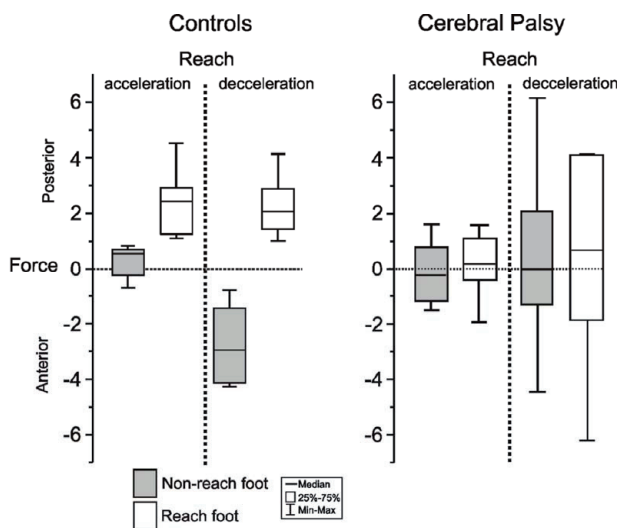 Controls
Cerebral Palsy
Reach
Reach
acceleration
decceleration
acceleration
decceleration
6
4
2
0
-2
-4
-6
6
4
2
0
-2
-4
-6
Posterior
Force
Anterior
Non-reach foot
Reach foot
Median
25%-75%
Min-Max